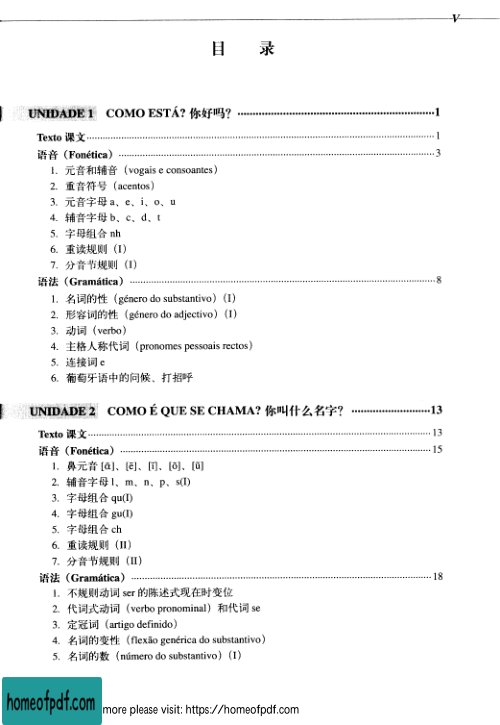 V
目 录
UNIDADE 1 COMO ESTÁ? 你好吗? ································ 1
Texto 课文 ································ 1
语音（Fonética） ································ 3
1. 元音和辅音（vogais e consoantes）
2. 重音符号（acentos）
3. 元音字母 a、e、i、o、u
4. 辅音字母 b、c、d、t
5. 字母组合 nh
6. 重读规则（I）
7. 分音节规则（I）
语法（Gramática） ································ 8
1. 名词的性（género do substantivo）（I）
2. 形容词的性（género do adjectivo）（I）
3. 动词（verbo）
4. 主格人称代词（pronomes pessoais rectos）
5. 连接词 e
6. 葡萄牙语中的问候、打招呼
UNIDADE 2 COMO É QUE SE CHAMA? 你叫什么名字? ································ 13
Texto 课文 ································ 13
语音（Fonética） ································ 15
1. 鼻元音 [ɑ̃]、[ẽ]、[ĩ]、[õ]、[ũ]
2. 辅音字母 l、m、n、p、s(I)
3. 字母组合 qu(I)
4. 字母组合 gu(I)
5. 字母组合 ch
6. 重读规则（II）
7. 分音节规则（II）
语法（Gramática） ································ 18
1. 不规则动词 ser 的陈述式现在时变位
2. 代词式动词（verbo pronominal）和代词 se
3. 定冠词（artigo definido）
4. 名词的变性（flexão genérica do substantivo）
5. 名词的数（número do substantivo）（I）
homeofpdf.com more please visit: https://homeofpdf.com